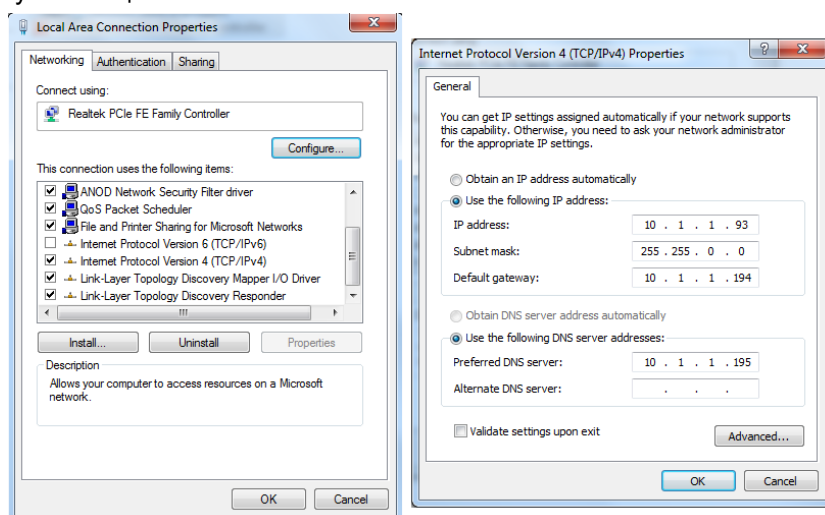 Local Area Connection Properties
Networking Authentication Sharing
Connect using:
Realtek PCIe FE Family Controller
Configure...
This connection uses the following items:
ANOD Network Security Filter driver
QoS Packet Scheduler
File and Printer Sharing for Microsoft Networks
Internet Protocol Version 6 (TCP/IPv6)
Internet Protocol Version 4 (TCP/IPv4)
Link-Layer Topology Discovery Mapper I/O Driver
Link-Layer Topology Discovery Responder
Install... Uninstall Properties
Description
Allows your computer to access resources on a Microsoft
network.
OK Cancel
Internet Protocol Version 4 (TCP/IPv4) Properties
General
You can get IP settings assigned automatically if your network supports
this capability. Otherwise, you need to ask your network administrator
for the appropriate IP settings.
Obtain an IP address automatically
Use the following IP address:
IP address: 10 . 1 . 1 . 93
Subnet mask: 255 . 255 . 0 . 0
Default gateway: 10 . 1 . 1 . 194
Obtain DNS server address automatically
Use the following DNS server addresses:
Preferred DNS server: 10 . 1 . 1 . 195
Alternate DNS server: . . .
Validate settings upon exit
Advanced...
OK Cancel